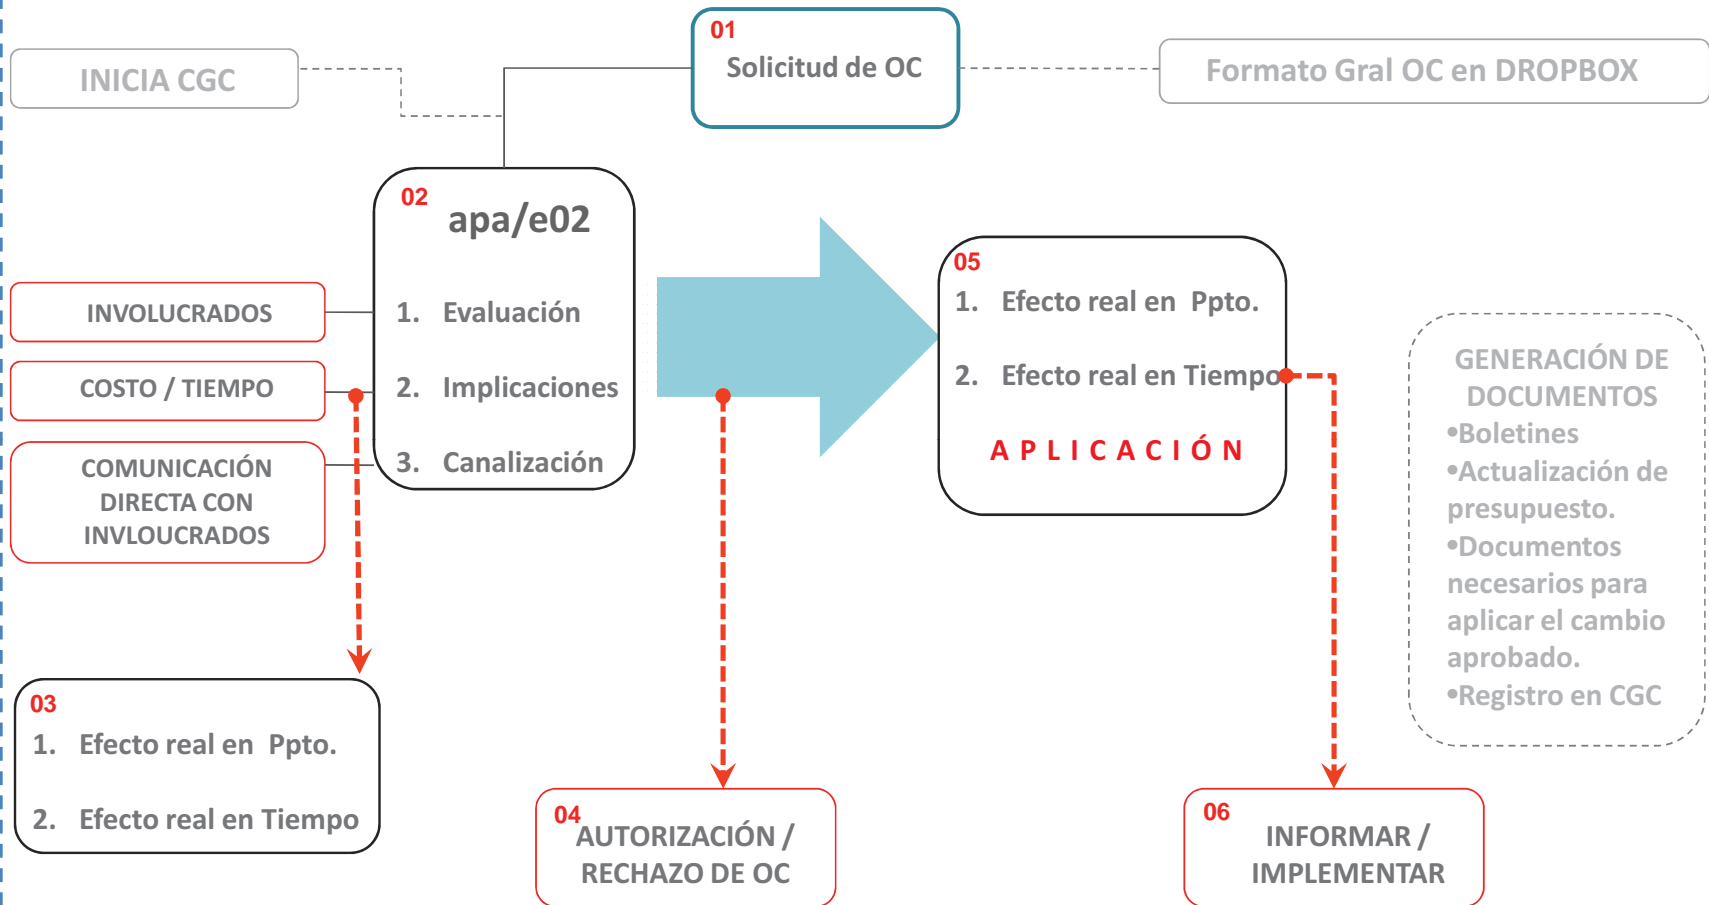 01
Solicitud de OC
INICIA CGC
Formato Gral OC en DROPBOX
02
apa/e02
1. Evaluación
2. Implicaciones
3. Canalización
INVOLUCRADOS
COSTO / TIEMPO
COMUNICACIÓN
DIRECTA CON
INVLOUCRADOS
03
1. Efecto real en Ppto.
2. Efecto real en Tiempo
04
AUTORIZACIÓN /
RECHAZO DE OC
05
1. Efecto real en Ppto.
2. Efecto real en Tiempo
APLICACIÓN
06
INFORMAR /
IMPLEMENTAR
GENERACIÓN DE
DOCUMENTOS
•Boletines
•Actualización de
presupuesto.
•Documentos
necesarios para
aplicar el cambio
aprobado.
•Registro en CGC